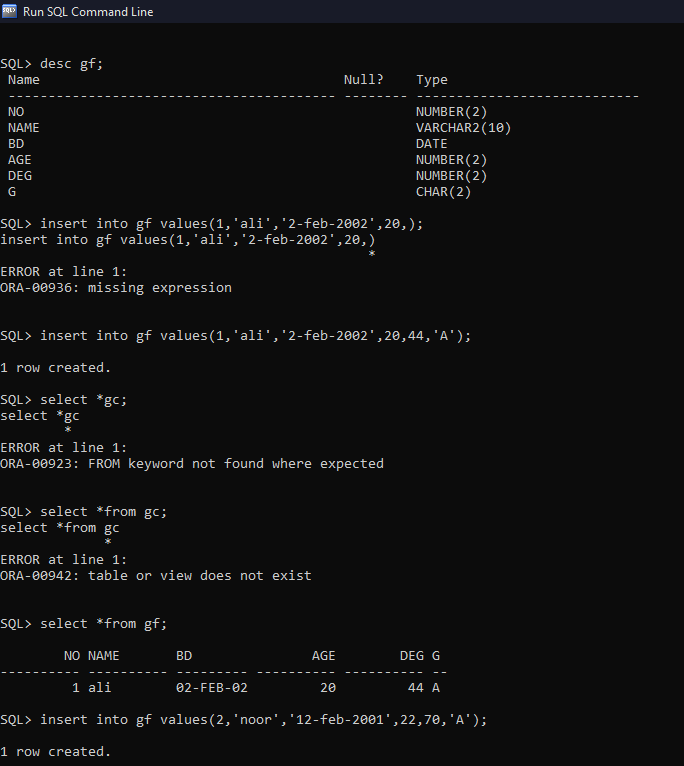 Run SQL Command Line
SQL> desc gf;
 Name                                      Null?    Type
 ----------------------------------------- -------- ----------------------------
 NO                                                 NUMBER(2)
 NAME                                               VARCHAR2(10)
 BD                                                 DATE
 AGE                                                NUMBER(2)
 DEG                                                NUMBER(2)
 G                                                  CHAR(2)
SQL> insert into gf values(1,'ali','2-feb-2002',20,);
insert into gf values(1,'ali','2-feb-2002',20,)
                                              *
ERROR at line 1:
ORA-00936: missing expression
SQL> insert into gf values(1,'ali','2-feb-2002',20,44,'A');
1 row created.
SQL> select *gc;
select *gc
        *
ERROR at line 1:
ORA-00923: FROM keyword not found where expected
SQL> select *from gc;
select *from gc
             *
ERROR at line 1:
ORA-00942: table or view does not exist
SQL> select *from gf;
        NO NAME       BD               AGE        DEG G
---------- ---------- --------- ---------- ---------- --
         1 ali        02-FEB-02         20         44 A
SQL> insert into gf values(2,'noor','12-feb-2001',22,70,'A');
1 row created.